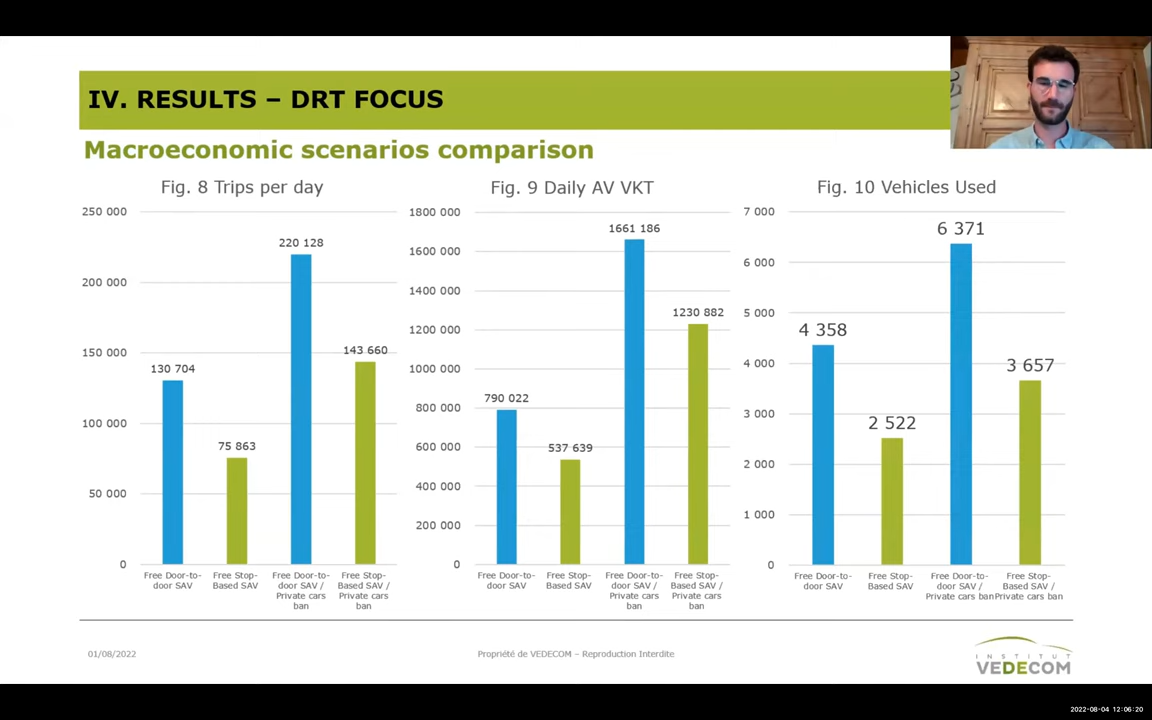 IV. RESULTS – DRT FOCUS
Macroeconomic scenarios comparison
Fig. 8 Trips per day
250 000
200 000
150 000
100 000
50 000
0
130 704
75 863
220 128
143 660
Free Door-to-
door SAV
Free Stop-
Based SAV
Free Door-to-
door SAV /
Private cars
ban
Free Stop-
Based SAV /
Private cars
ban
Fig. 9 Daily AV VKT
1800 000
1600 000
1400 000
1200 000
1000 000
800 000
600 000
400 000
200 000
0
790 022
537 639
1661 186
1230 882
Free Door-to-
door SAV
Free Stop-
Based SAV
Free Door-to-
door SAV /
Private cars
ban
Free Stop-
Based SAV /
Private cars
ban
Fig. 10 Vehicles Used
7 000
6 000
5 000
4 000
3 000
2 000
1 000
0
4 358
2 522
6 371
3 657
Free Door-to-
door SAV
Free Stop-
Based SAV
Free Door-to-
door SAV /
Private cars ban
Free Stop-
Based SAV /
Private cars ban
01/08/2022
Propriété de VEDECOM – Reproduction Interdite
INSTITUT
VEDECOM
2022-08-04 12:06:20